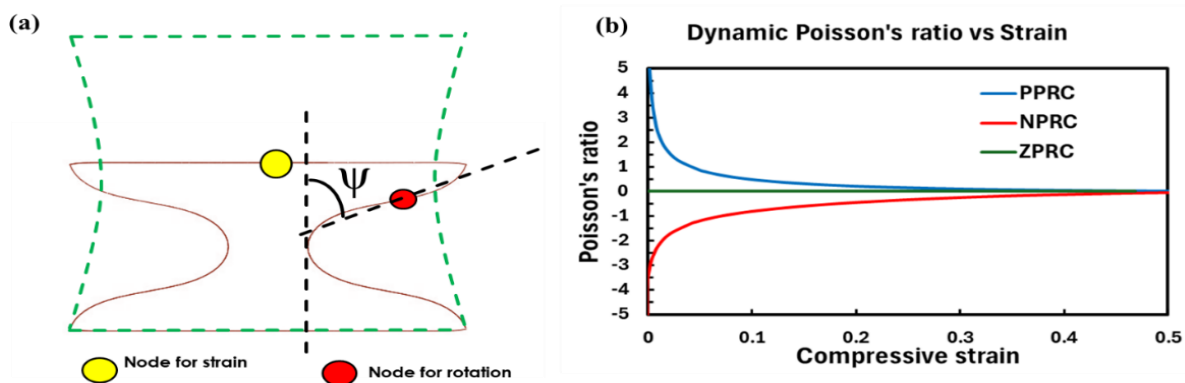 (a)
ψ
Node for strain
Node for rotation
(b)
Dynamic Poisson's ratio vs Strain
Poisson's ratio
5
4
3
2
1
0
-1
-2
-3
-4
-5
PPRC
NPRC
ZPRC
0
0.1
0.2
0.3
0.4
0.5
Compressive strain